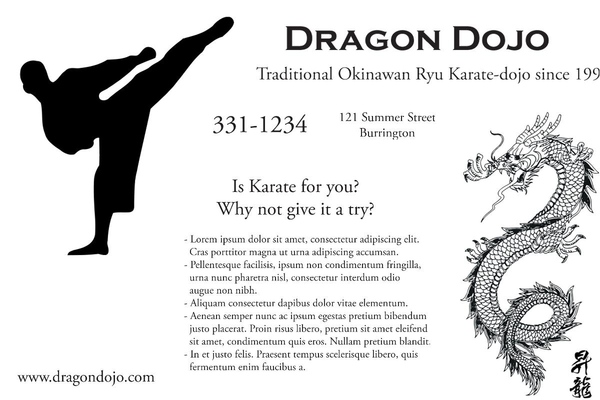 DRAGON DOJO
Traditional Okinawan Ryu Karate-dojo since 199
331-1234
121 Summer Street
Burrington
Is Karate for you?
Why not give it a try?
- Lorem ipsum dolor sit amet, consectetur adipiscing elit.
Cras porttitor magna ut urna adipiscing accumsan.
- Pellentesque facilisis, ipsum non condimentum fringilla,
urna nunc pharetra nisl, consectetur interdum odio
augue non nibh.
- Aliquam consectetur dapibus dolor vitae elementum.
- Aenean semper nunc ac ipsum egestas pretium bibendum
justo placerat. Proin risus libero, pretium sit amet eleifend
sit amet, condimentum quis eros. Nullam pretium blandit
- In et justo felis. Praesent tempus scelerisque libero, quis
fermentum enim faucibus a.
www.dragondojo.com
昇
龍